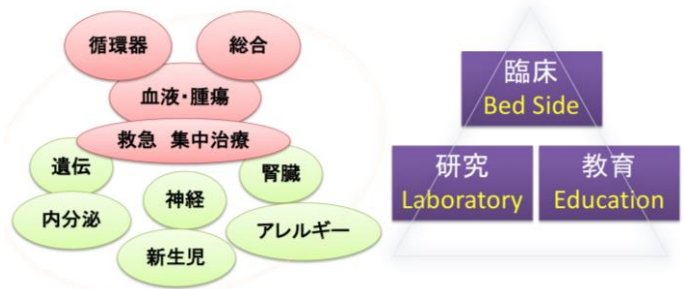 循環器
総合
血液・腫瘍
救急 集中治療
遺伝
腎臓
神経
内分泌
アレルギー
新生児
臨床
Bed Side
研究
Laboratory
教育
Education